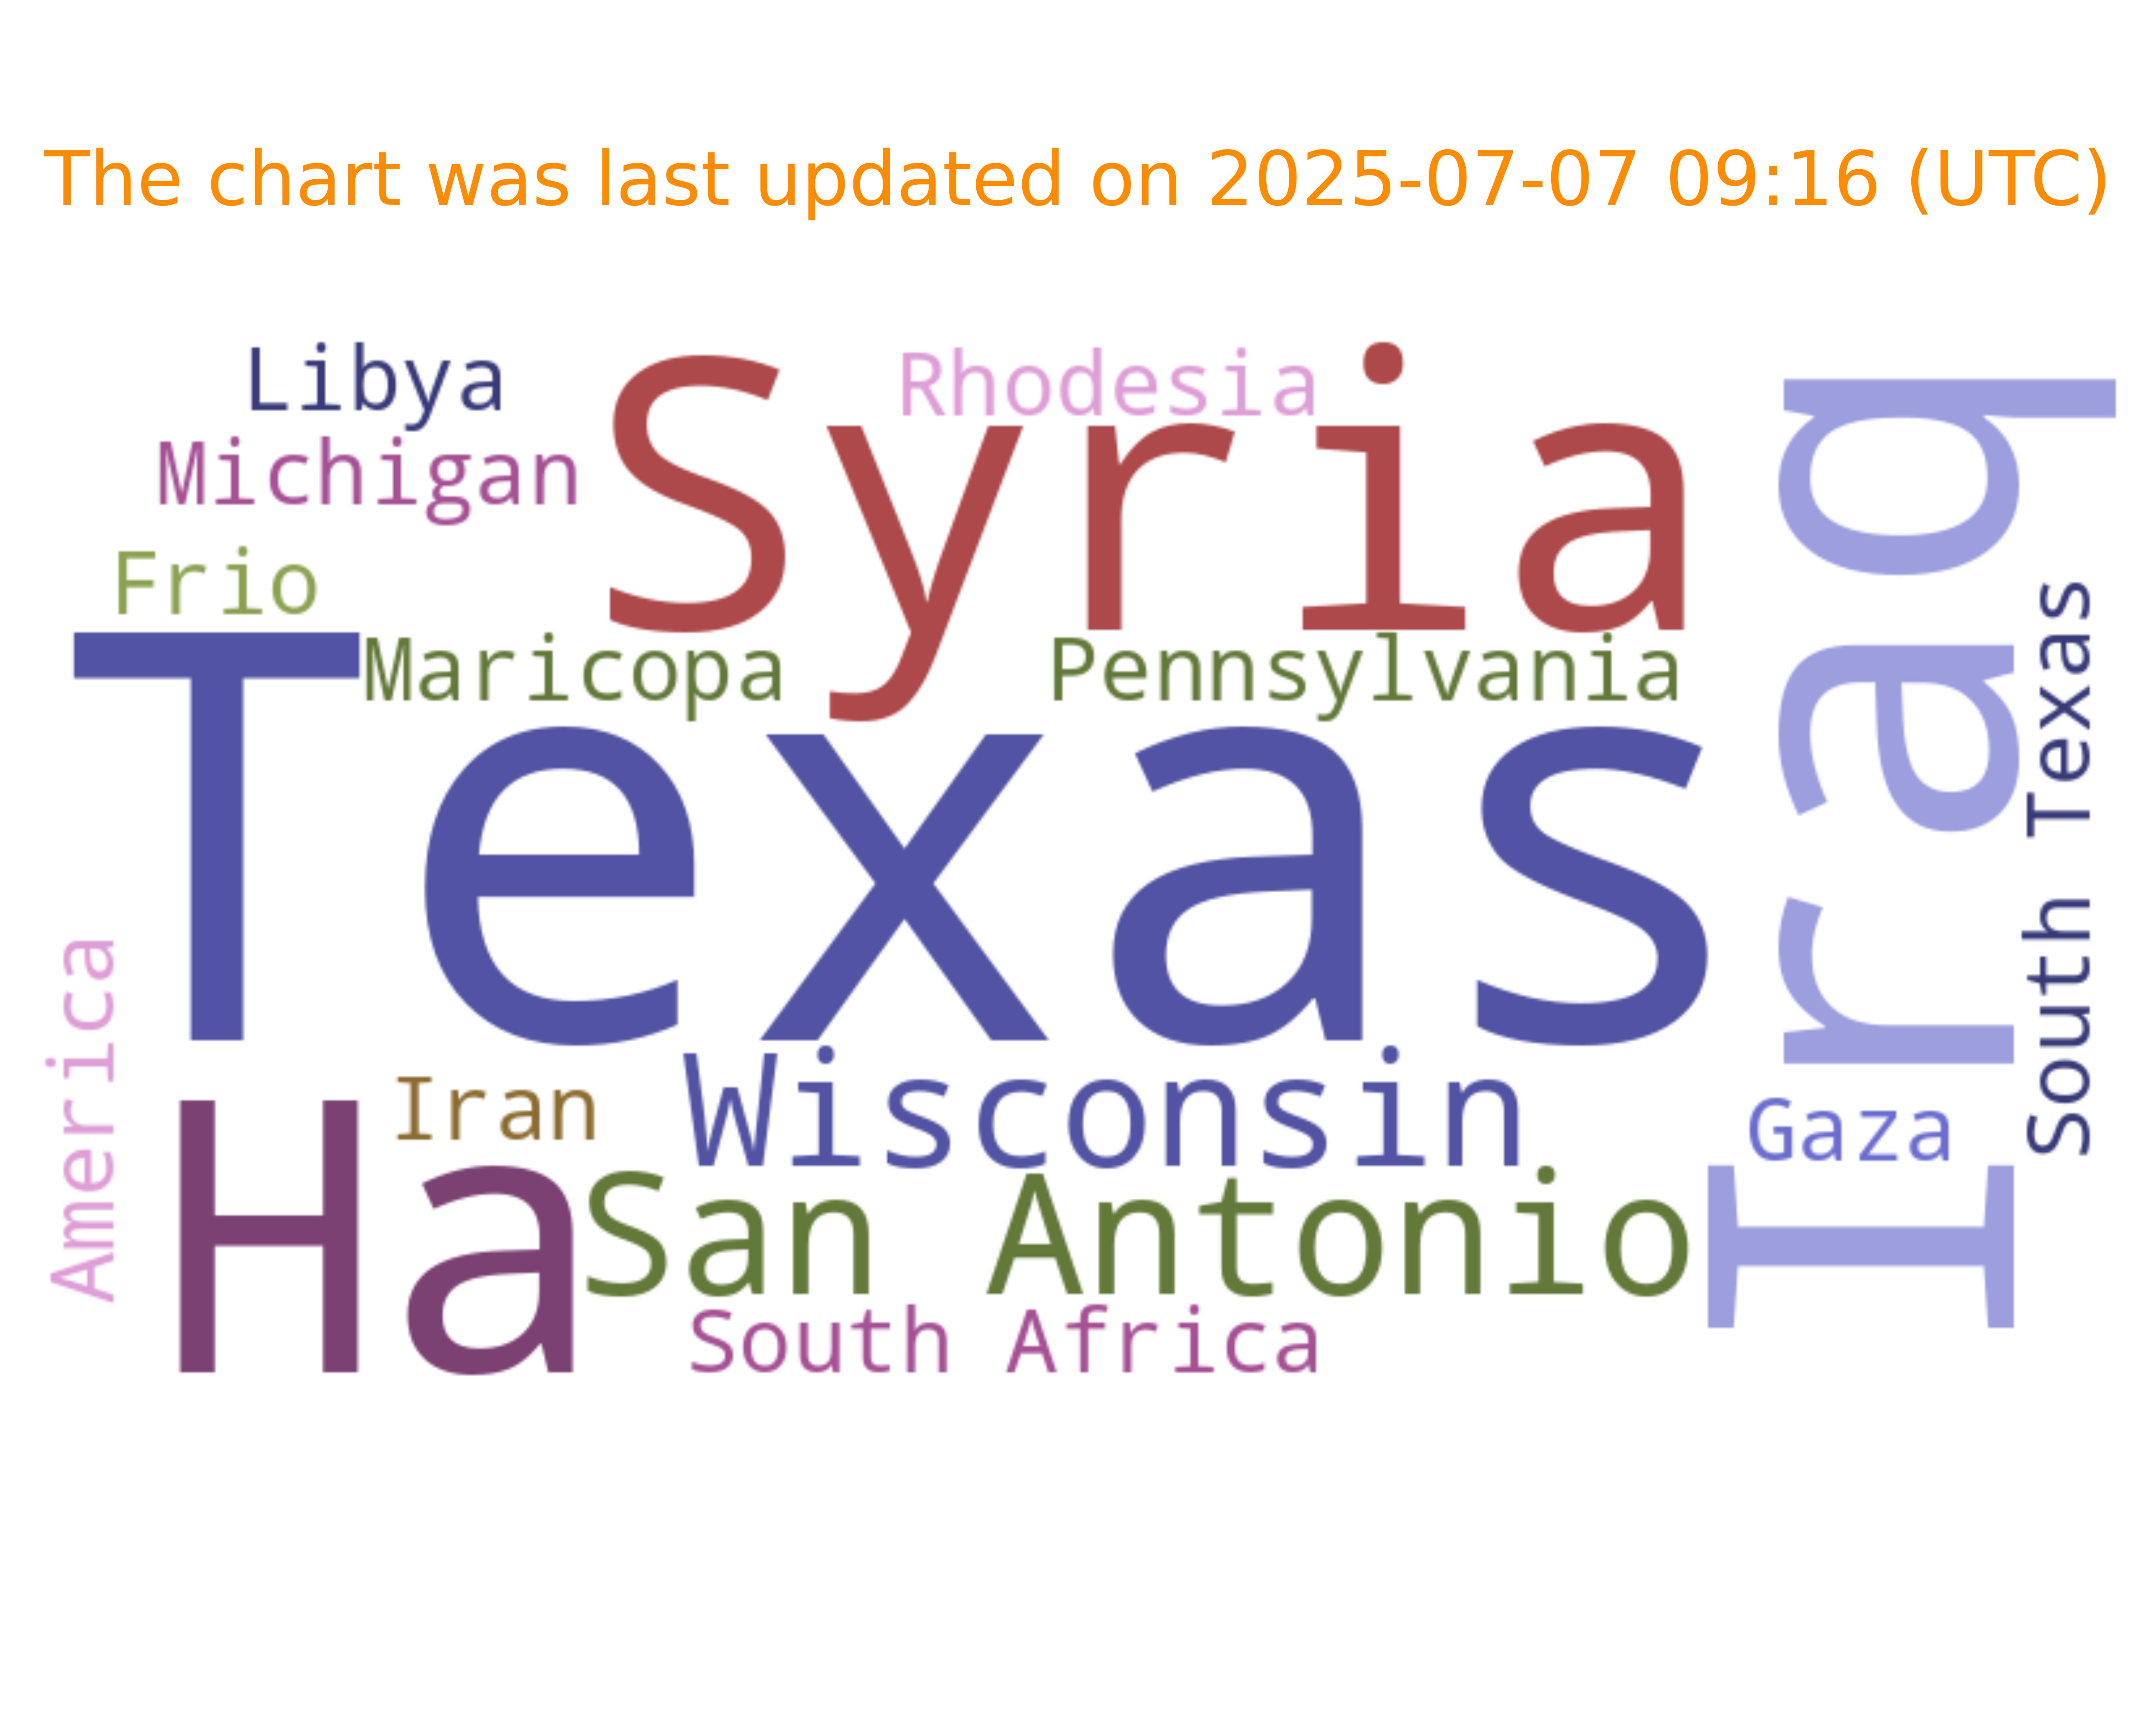 The chart was last updated on 2025-07-07 09:16 (UTC)
Libya
Rhodesia
Syria
Michigan
Frio
Maricopa
Pennsylvania
Texas
Iraq
South Texas
America
Iran
Wisconsin
Gaza
Ha
San Antonio
South Africa